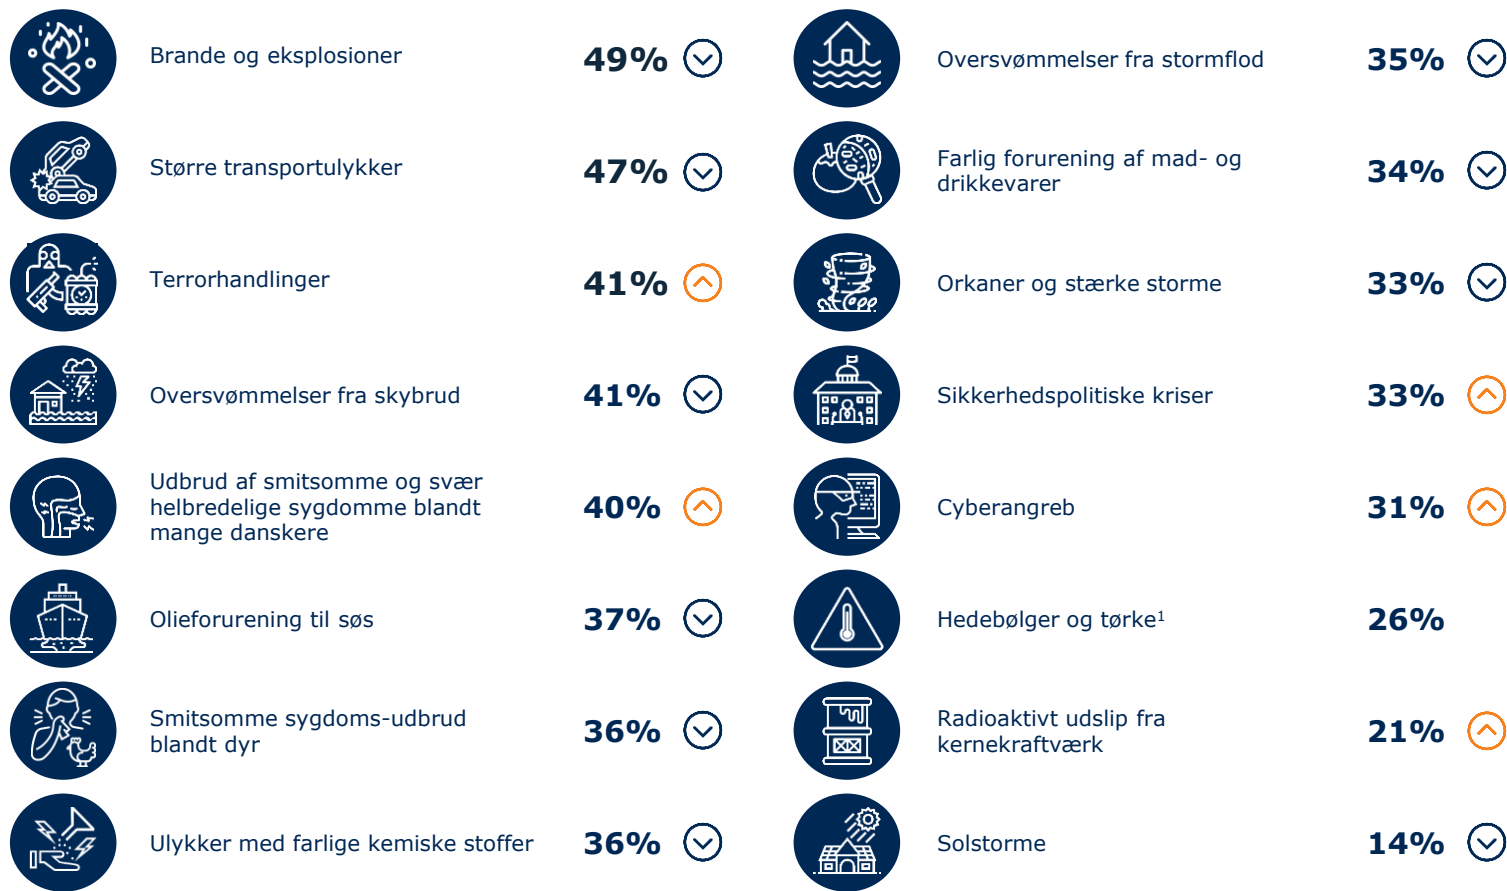 Brande og eksplosioner
49%
Større transportulykker
47%
Terrorhandlinger
41%
Oversvømmelser fra skybrud
41%
Udbrud af smitsomme og svær
helbredelige sygdomme blandt
mange danskere
40%
Olieforurening til søs
37%
Smitsomme sygdoms-udbrud
blandt dyr
36%
Ulykker med farlige kemiske stoffer
36%
Oversvømmelser fra stormflod
35%
Farlig forurening af mad- og
drikkevarer
34%
Orkaner og stærke storme
33%
Sikkerhedspolitiske kriser
33%
Cyberangreb
31%
Hedebølger og tørke¹
26%
Radioaktivt udslip fra
kernekraftværk
21%
Solstorme
14%